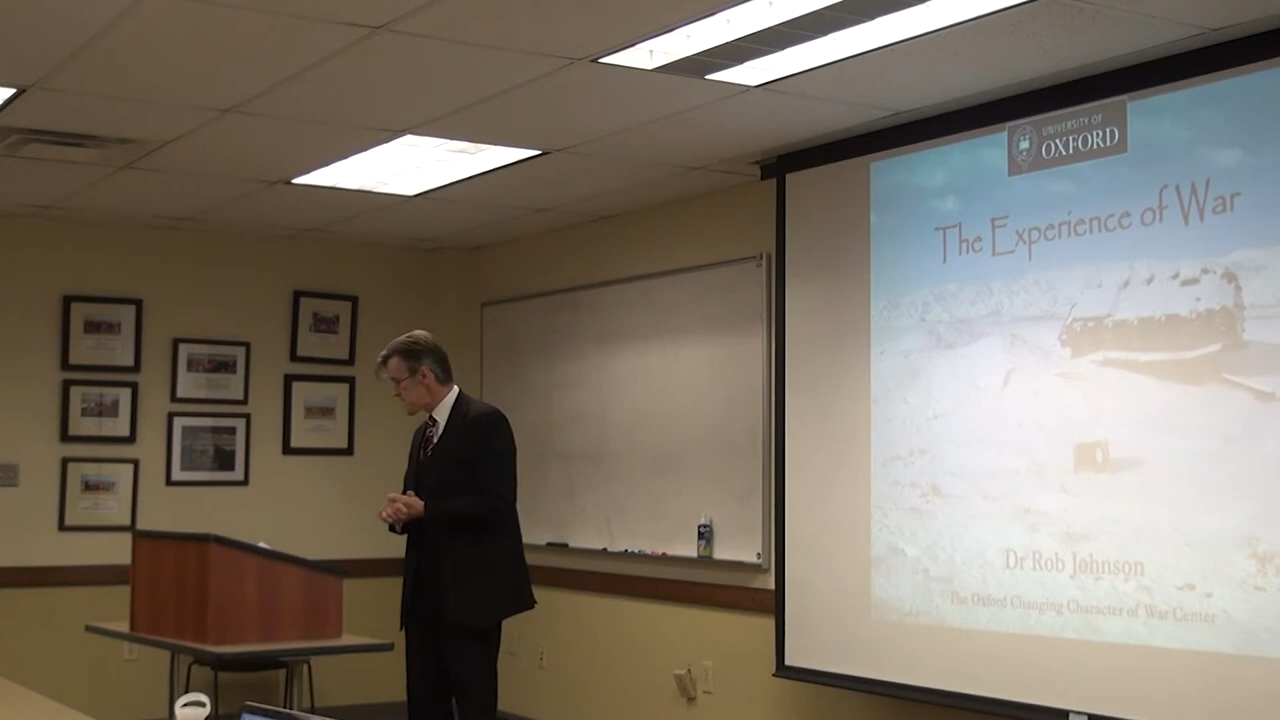 UNIVERSITY OF
OXFORD
The Experience of War
Dr Rob Johnson
The Oxford Changing Character of War Center